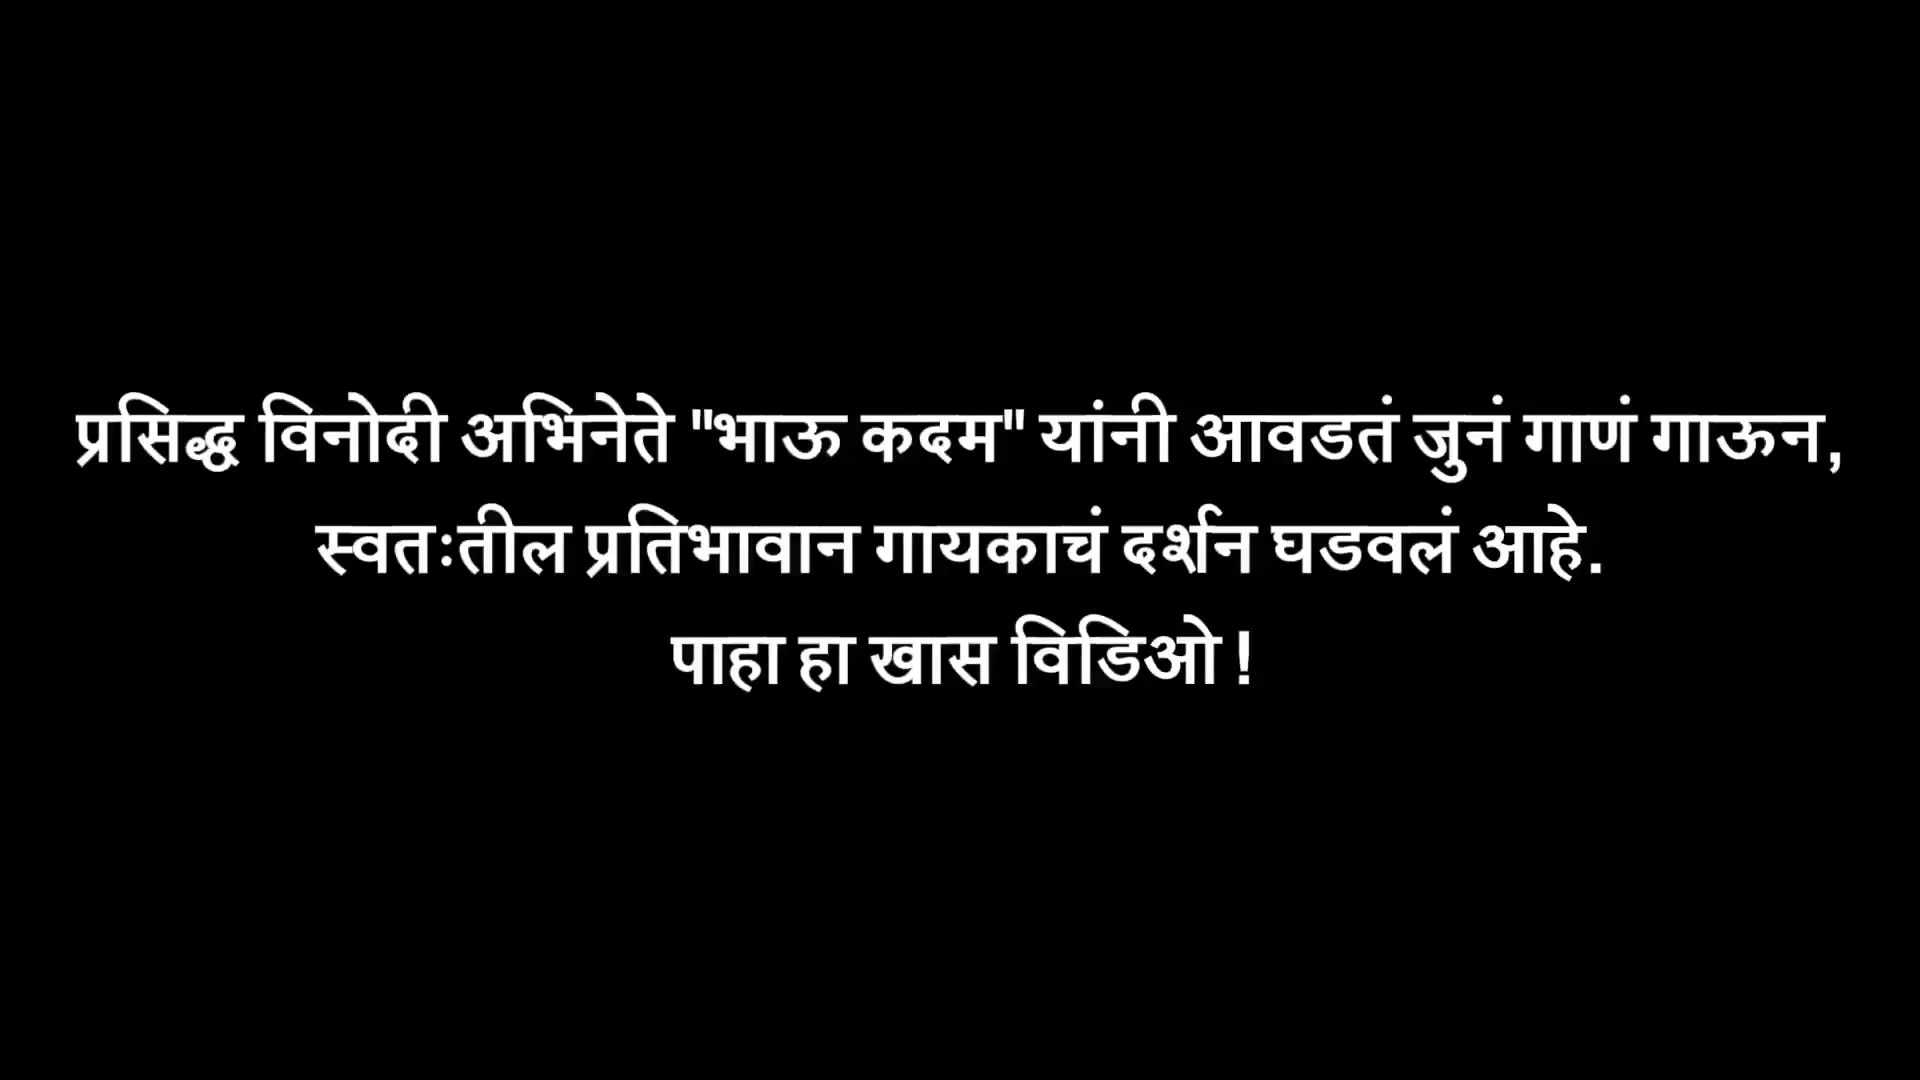 प्रसिद्ध विनोदी अभिनेते "भाऊ कदम" यांनी आवडतं जुनं गाणं गाऊन,
स्वतःतील प्रतिभावान गायकाचं दर्शन घडवलं आहे.
पाहा हा खास विडिओ !